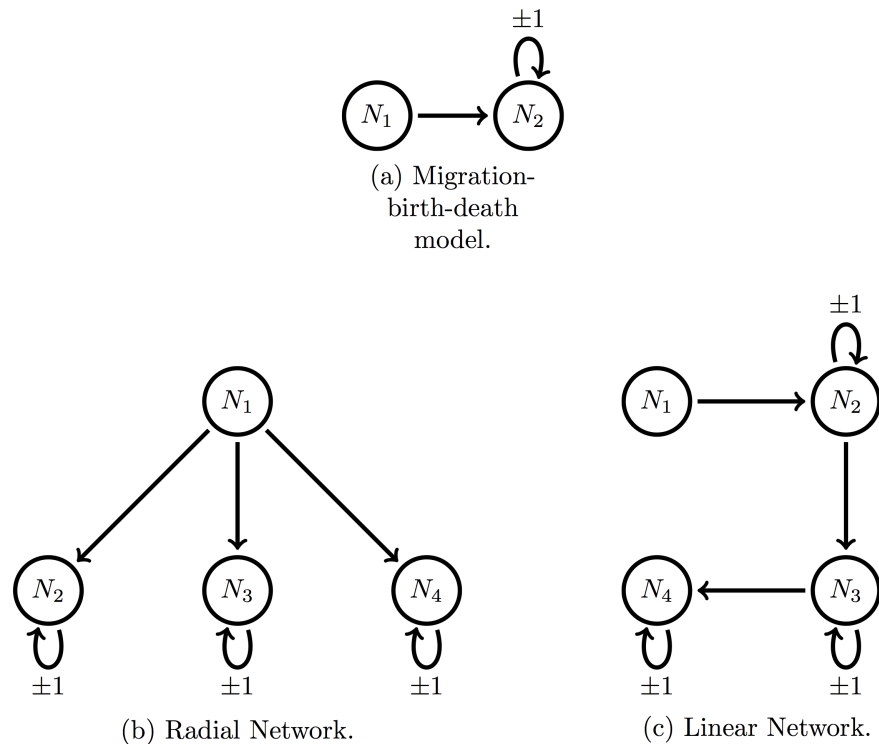 ±1
N₁
N₂
(a) Migration-
birth-death
model.
±1
N₁
N₁
N₂
N₂
N₃
N₄
N₄
N₃
±1
±1
±1
±1
±1
(b) Radial Network.
(c) Linear Network.